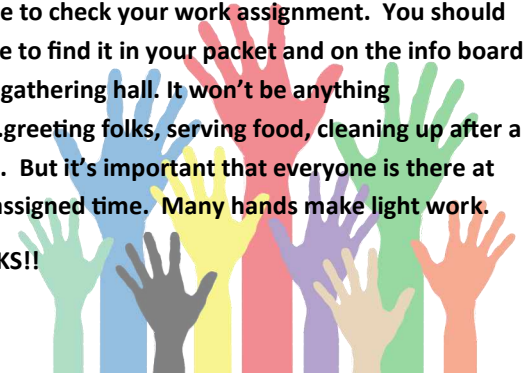 e to check your work assignment.  You should
e to find it in your packet and on the info board
gathering hall. It won't be anything
.greeting folks, serving food, cleaning up after a
.  But it's important that everyone is there at
assigned time.  Many hands make light work.
KS!!